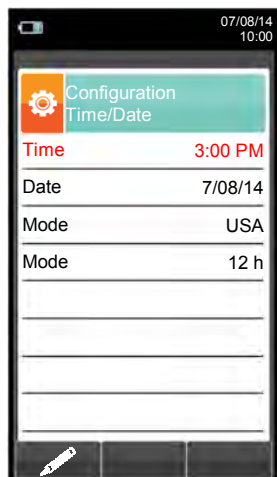 07/08/14
10:00
Configuration
Time/Date
Time 3:00 PM
Date 7/08/14
Mode USA
Mode 12 h